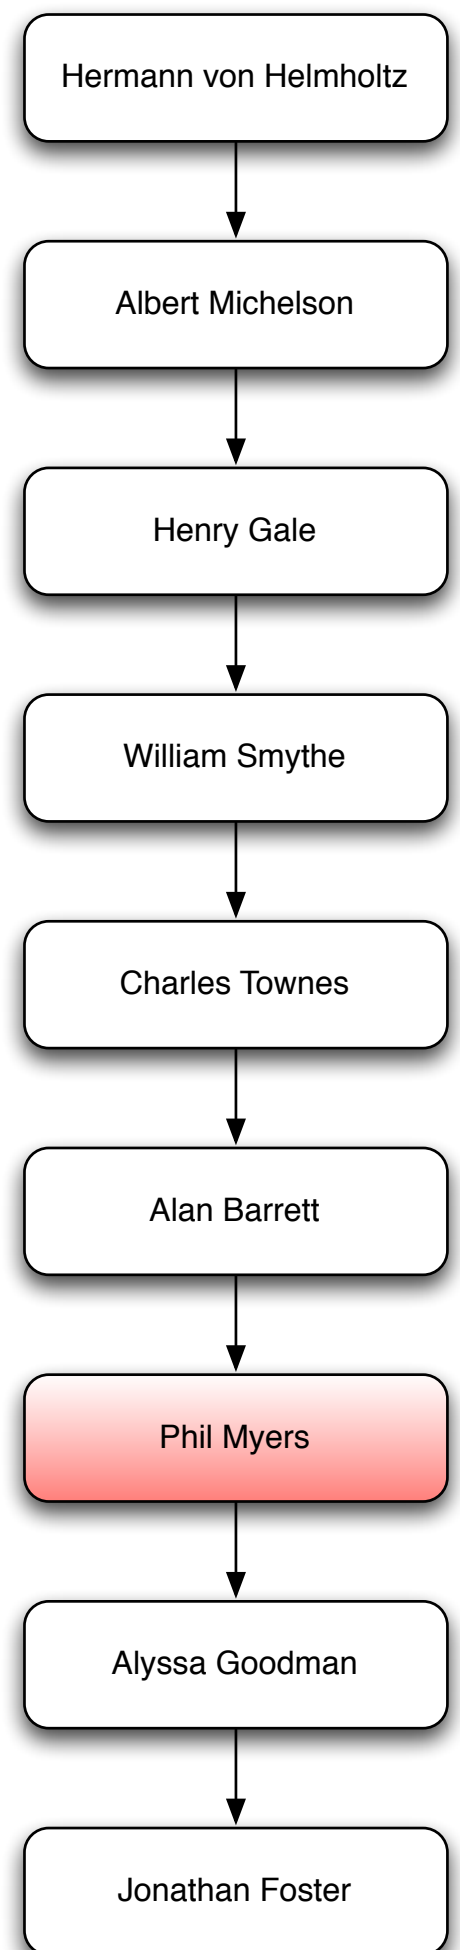 Hermann von Helmholtz
Albert Michelson
Henry Gale
William Smythe
Charles Townes
Alan Barrett
Phil Myers
Alyssa Goodman
Jonathan Foster